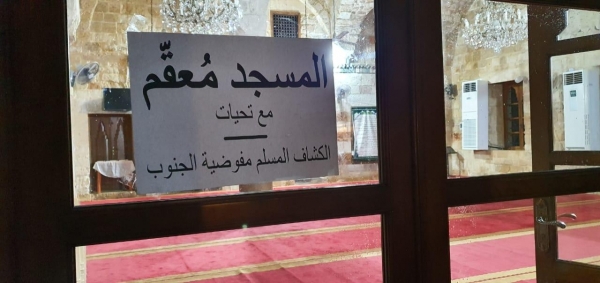 المسجد مُعقَّم
مع تحيات
الكشاف المسلم مفوضية الجنوب